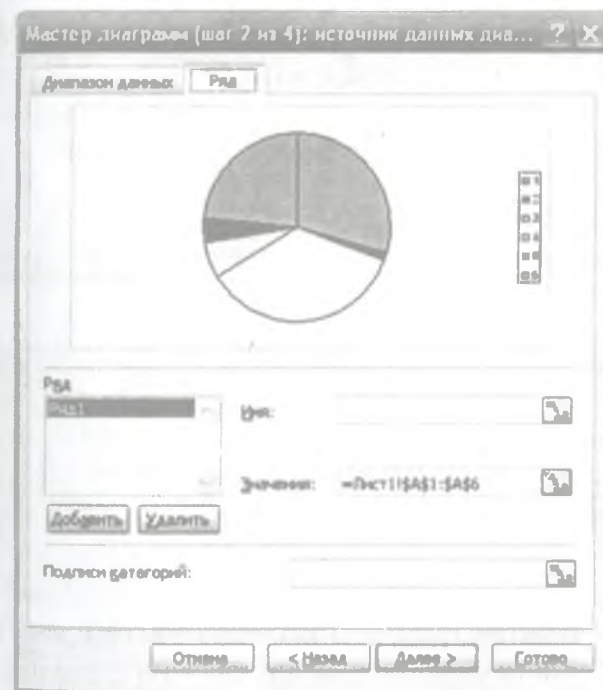 Мастер диаграмм (шаг 2 из 4): источник данных диа... ? X
Диапазон данных Ряд
1
2
3
4
5
6
Ряд
Ряд1
Имя:
Значения: =Лист1!$A$1:$A$6
Добавить Удалить
Подписи категорий:
Отмена < Назад Далее > Готово